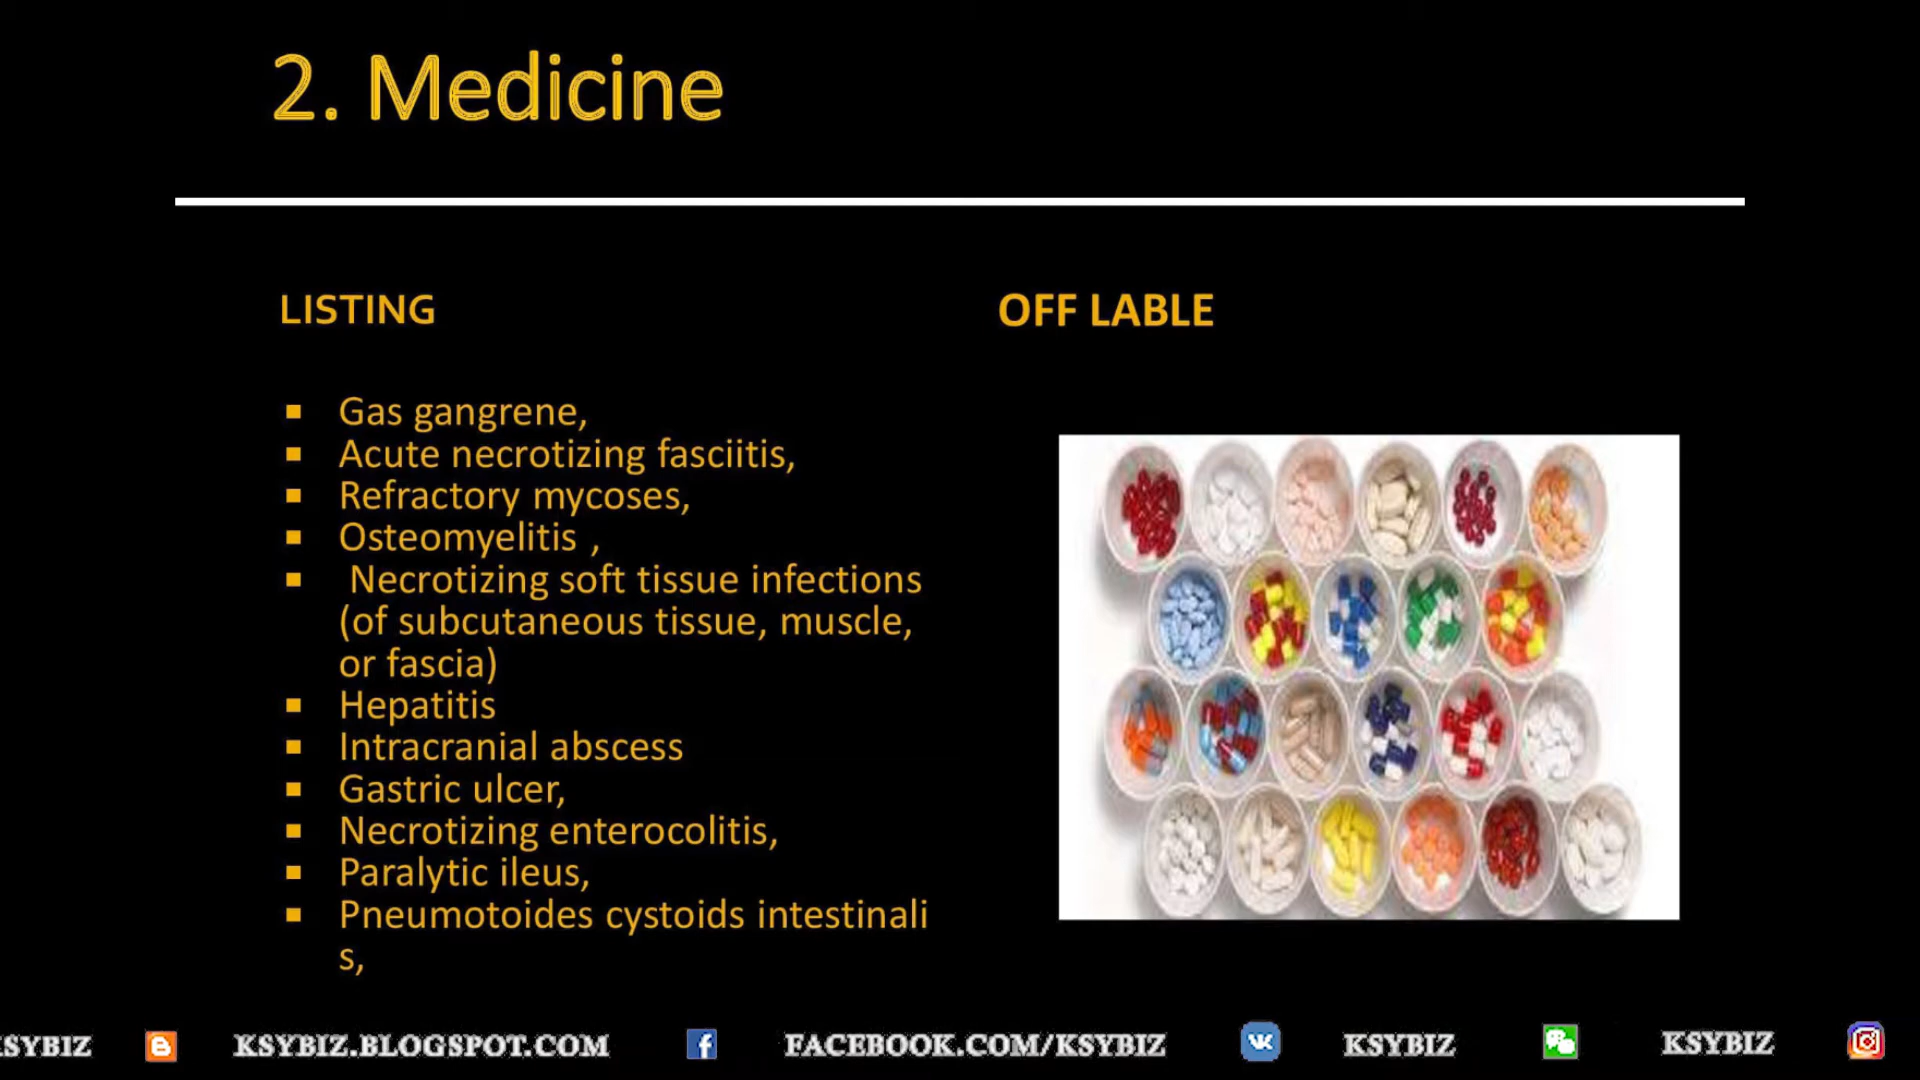 2. Medicine
LISTING
OFF LABLE
Gas gangrene,
Acute necrotizing fasciitis,
Refractory mycoses,
Osteomyelitis ,
Necrotizing soft tissue infections
(of subcutaneous tissue, muscle,
or fascia)
Hepatitis
Intracranial abscess
Gastric ulcer,
Necrotizing enterocolitis,
Paralytic ileus,
Pneumotoides cystoids intestinali
s,
KSYBIZ KSYBIZ.BLOGSPOT.COM FACEBOOK.COM/KSYBIZ KSYBIZ KSYBIZ